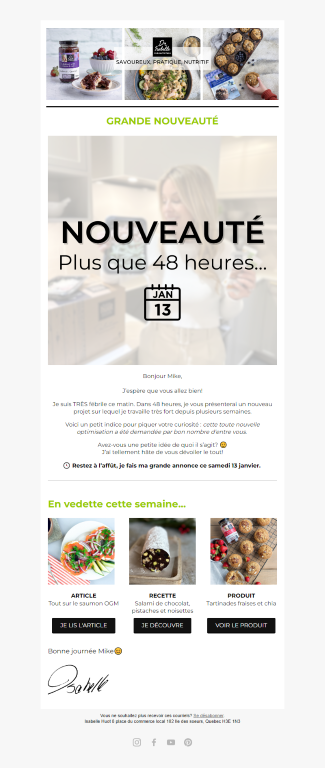 Dre Isabelle
SAVOUREUX, PRATIQUE, NUTRITIF
GRANDE NOUVEAUTÉ
NOUVEAUTÉ
Plus que 48 heures...
JAN
13
Bonjour Mike,
J'espère que vous allez bien!
Je suis TRÈS fébrile ce matin. Dans 48 heures, je vous présenterai un nouveau
projet sur lequel je travaille très fort depuis plusieurs semaines.
Voici un petit indice pour piquer votre curiosité : cette toute nouvelle
optimisation a été demandée par bon nombre d'entre vous.
Avez-vous une petite idée de quoi il s'agit? 😉
J'ai tellement hâte de vous dévoiler le tout!
Restez à l'affût, je fais ma grande annonce ce samedi 13 janvier.
En vedette cette semaine...
ARTICLE
Tout sur le saumon OGM
JE LIS L'ARTICLE
RECETTE
Salami de chocolat,
pistaches et noisettes
JE DÉCOUVRE
PRODUIT
Tartinades fraises et chia
VOIR LE PRODUIT
Bonne journée Mike😊
Isabelle
Vous ne souhaitez plus recevoir ces courriels? Se désabonner
Isabelle Huot 8 place du commerce local 102 Île des soeurs, Quebec H3E 1N3